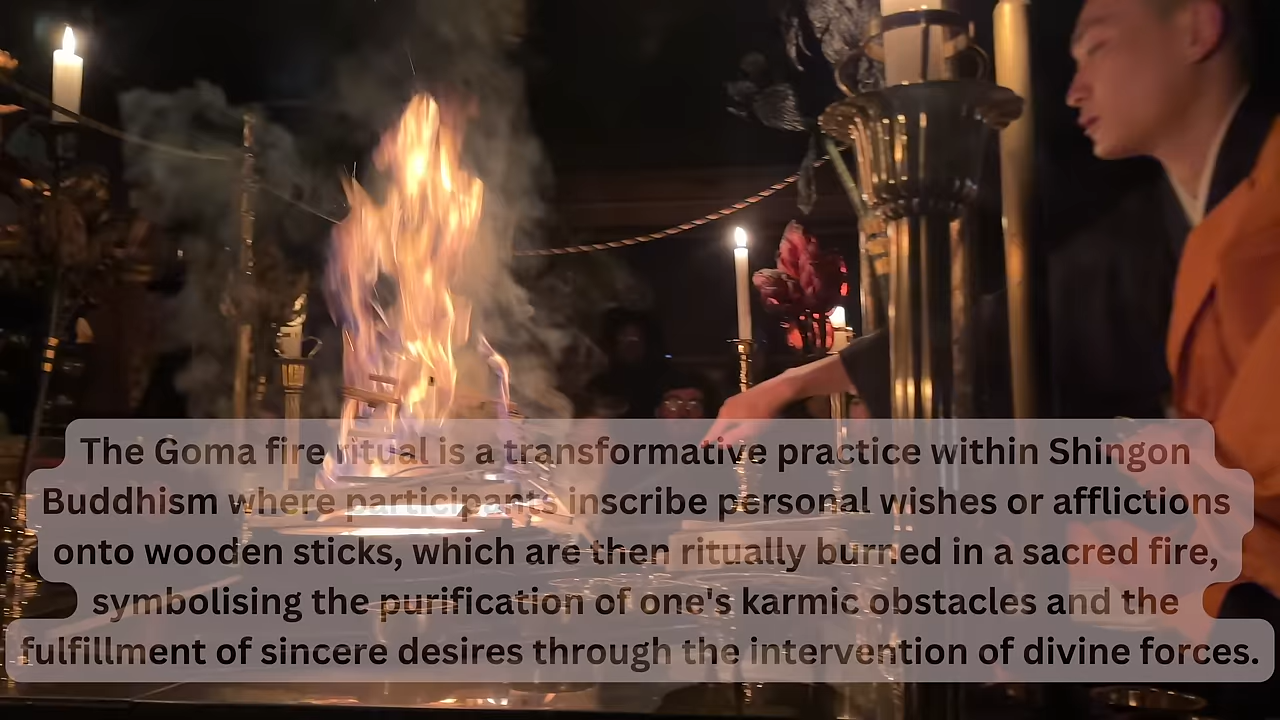 The Goma fire ritual is a transformative practice within Shingon
Buddhism where participants inscribe personal wishes or afflictions
onto wooden sticks, which are then ritually burned in a sacred fire,
symbolising the purification of one's karmic obstacles and the
fulfillment of sincere desires through the intervention of divine forces.